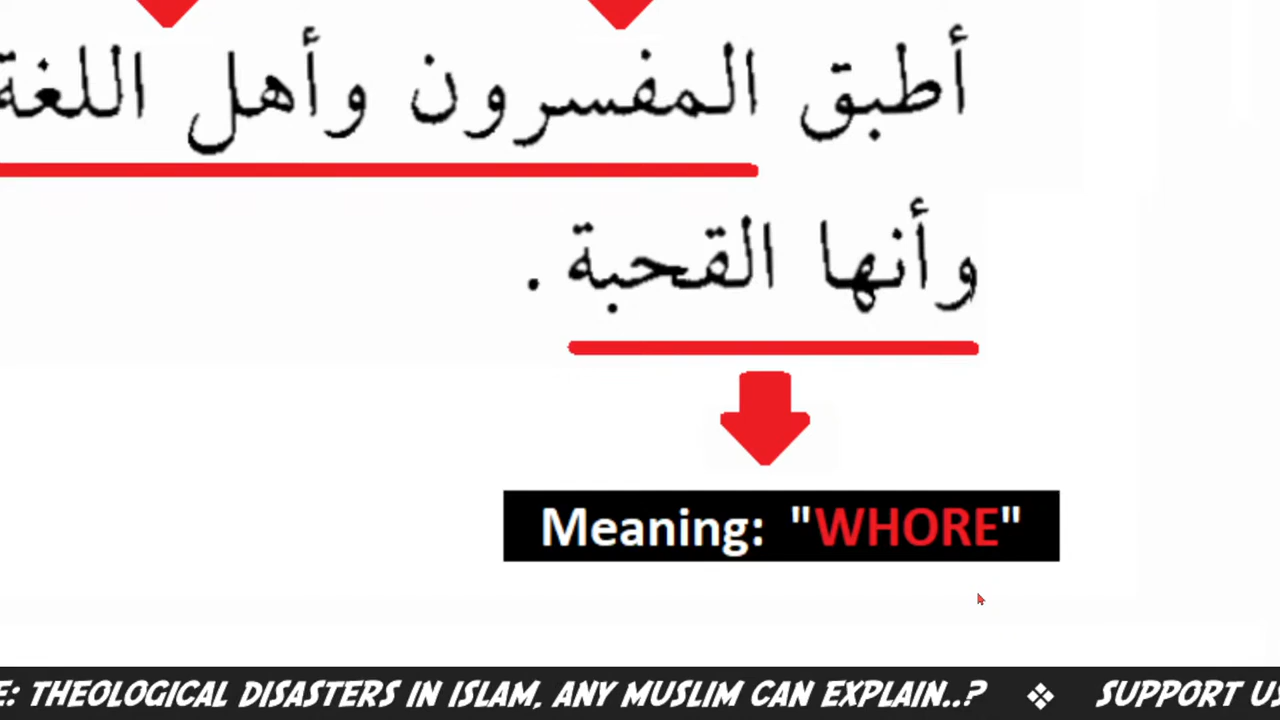 أطبق المفسرون وأهل اللغة
وأنها القحبة .
Meaning: "WHORE"
E: THEOLOGICAL DISASTERS IN ISLAM, ANY MUSLIM CAN EXPLAIN..? ❖ SUPPORT US